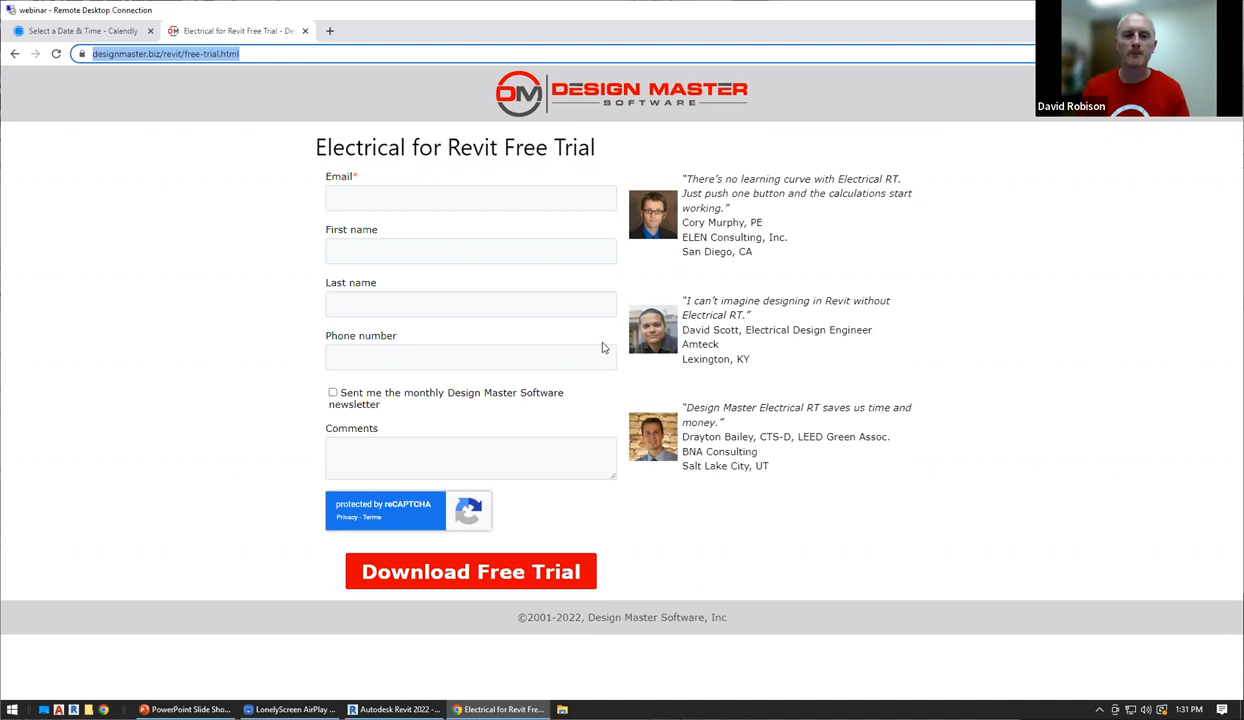 webinar - Remote Desktop Connection
Select a Date & Time - Calendly
Electrical for Revit Free Trial - De
designmaster.biz/revit/free-trial.html
David Robison
DM DESIGN MASTER
SOFTWARE
Electrical for Revit Free Trial
Email*
First name
Last name
Phone number
Sent me the monthly Design Master Software
newsletter
Comments
protected by reCAPTCHA
Privacy - Terms
Download Free Trial
“There’s no learning curve with Electrical RT.
Just push one button and the calculations start
working.”
Cory Murphy, PE
ELEN Consulting, Inc.
San Diego, CA
“I can’t imagine designing in Revit without
Electrical RT.”
David Scott, Electrical Design Engineer
Amteck
Lexington, KY
“Design Master Electrical RT saves us time and
money.”
Drayton Bailey, CTS-D, LEED Green Assoc.
BNA Consulting
Salt Lake City, UT
©2001-2022, Design Master Software, Inc
PowerPoint Slide Sho...
LonelyScreen AirPlay ...
Autodesk Revit 2022 - ...
Electrical for Revit Fre...
1:31 PM